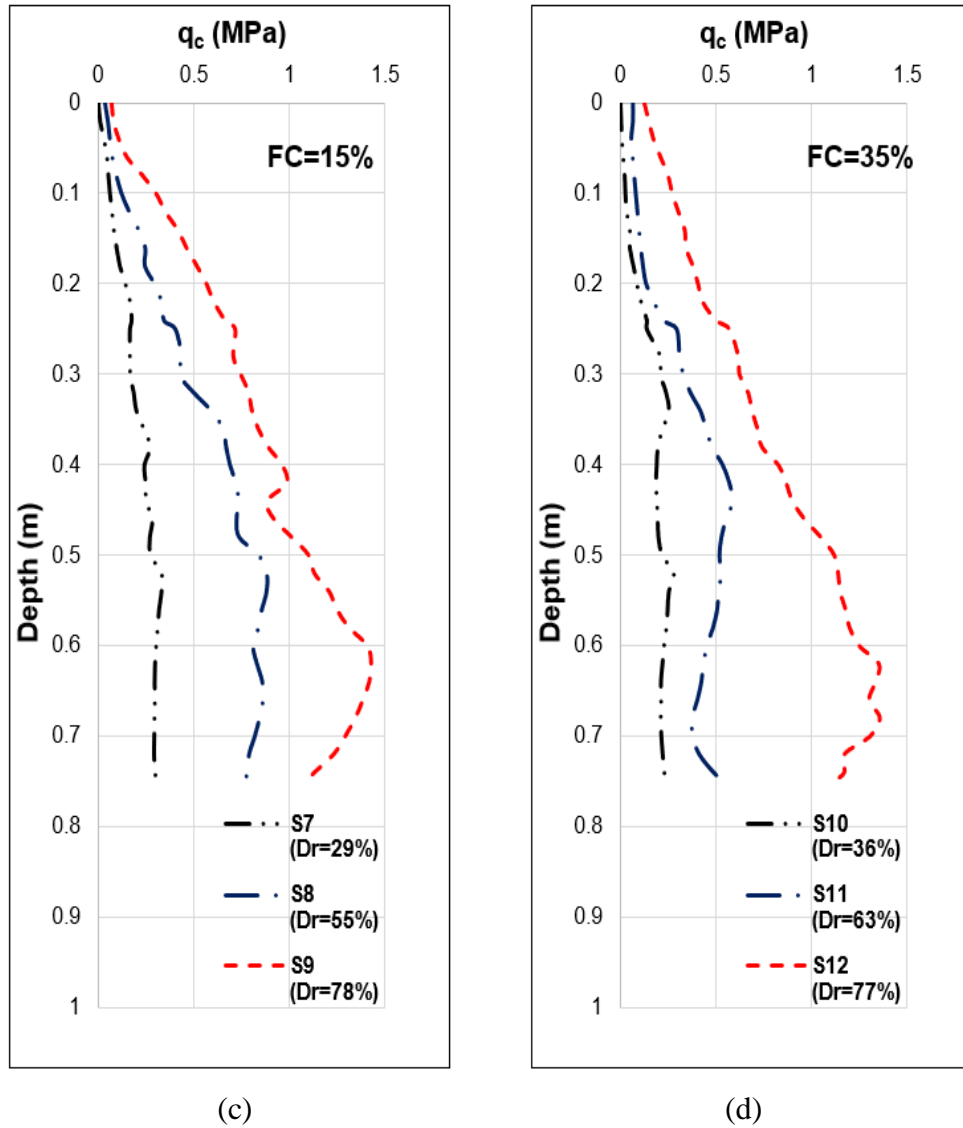 q_c (MPa)
0 0.5 1 1.5
0
0.1
0.2
0.3
0.4
0.5
0.6
0.7
0.8
0.9
1
Depth (m)
FC=15%
S7
(Dr=29%)
S8
(Dr=55%)
S9
(Dr=78%)
(c)
q_c (MPa)
0 0.5 1 1.5
0
0.1
0.2
0.3
0.4
0.5
0.6
0.7
0.8
0.9
1
Depth (m)
FC=35%
S10
(Dr=36%)
S11
(Dr=63%)
S12
(Dr=77%)
(d)